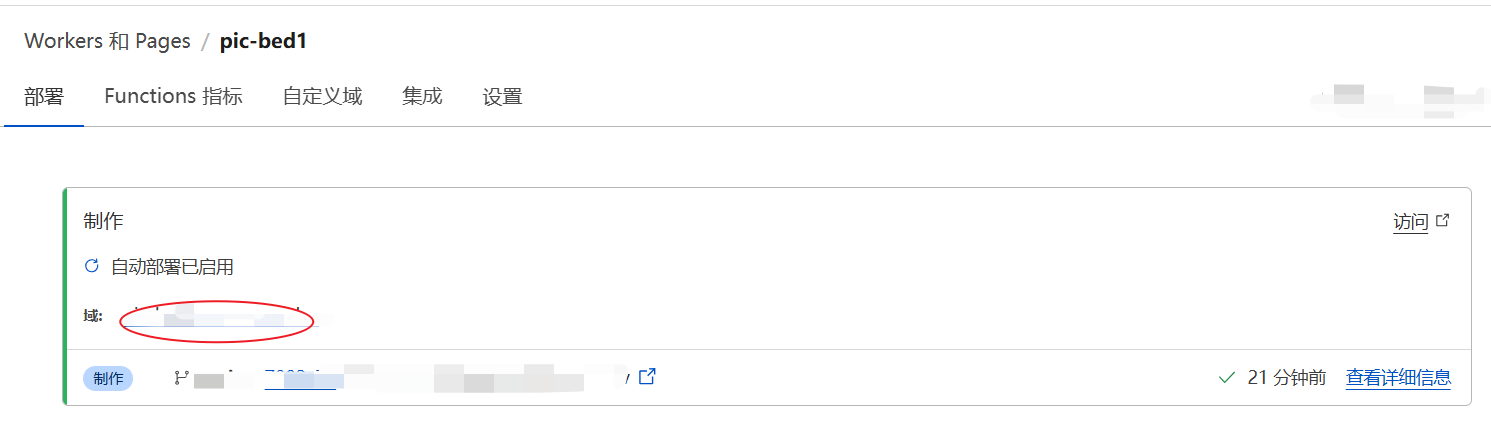 Workers 和 Pages / pic-bed1
部署 Functions 指标 自定义域 集成 设置
制作 访问
自动部署已启用
域:
制作 21 分钟前 查看详细信息